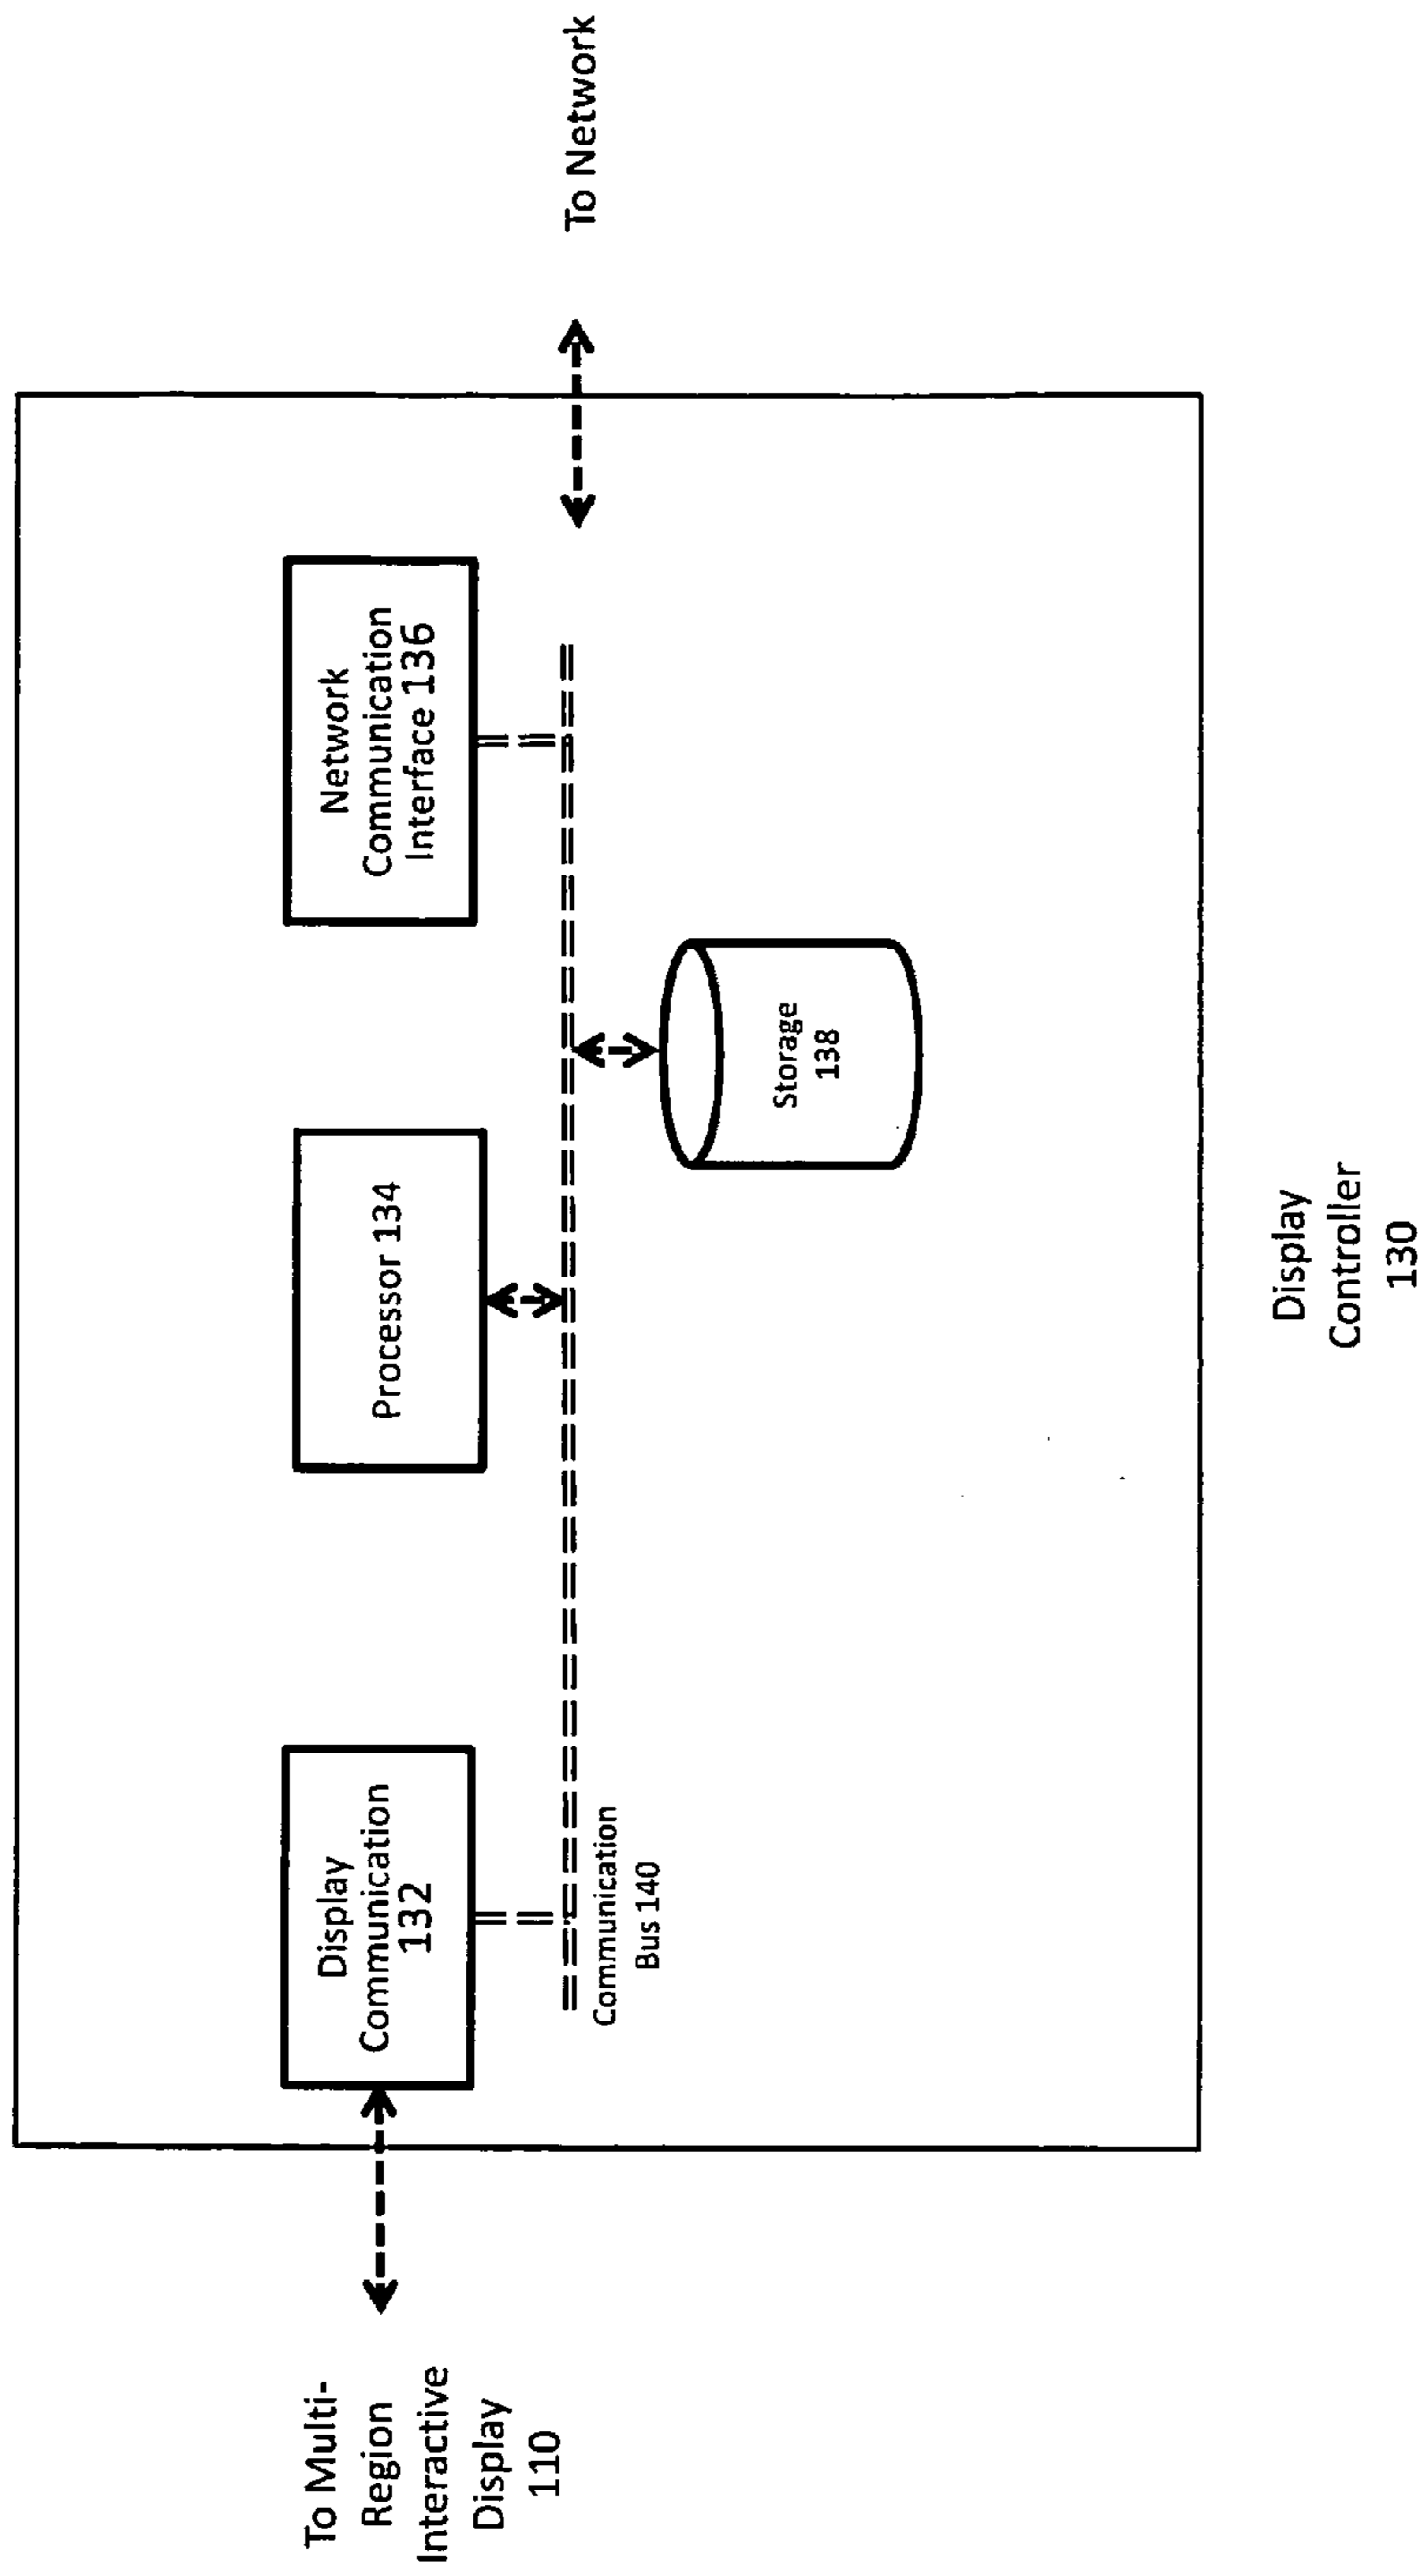 To Multi-
Region
Interactive
Display
110
Display
Communication
132
Processor 134
Network
Communication
Interface 136
To Network
Communication
Bus 140
Storage
138
Display
Controller
130